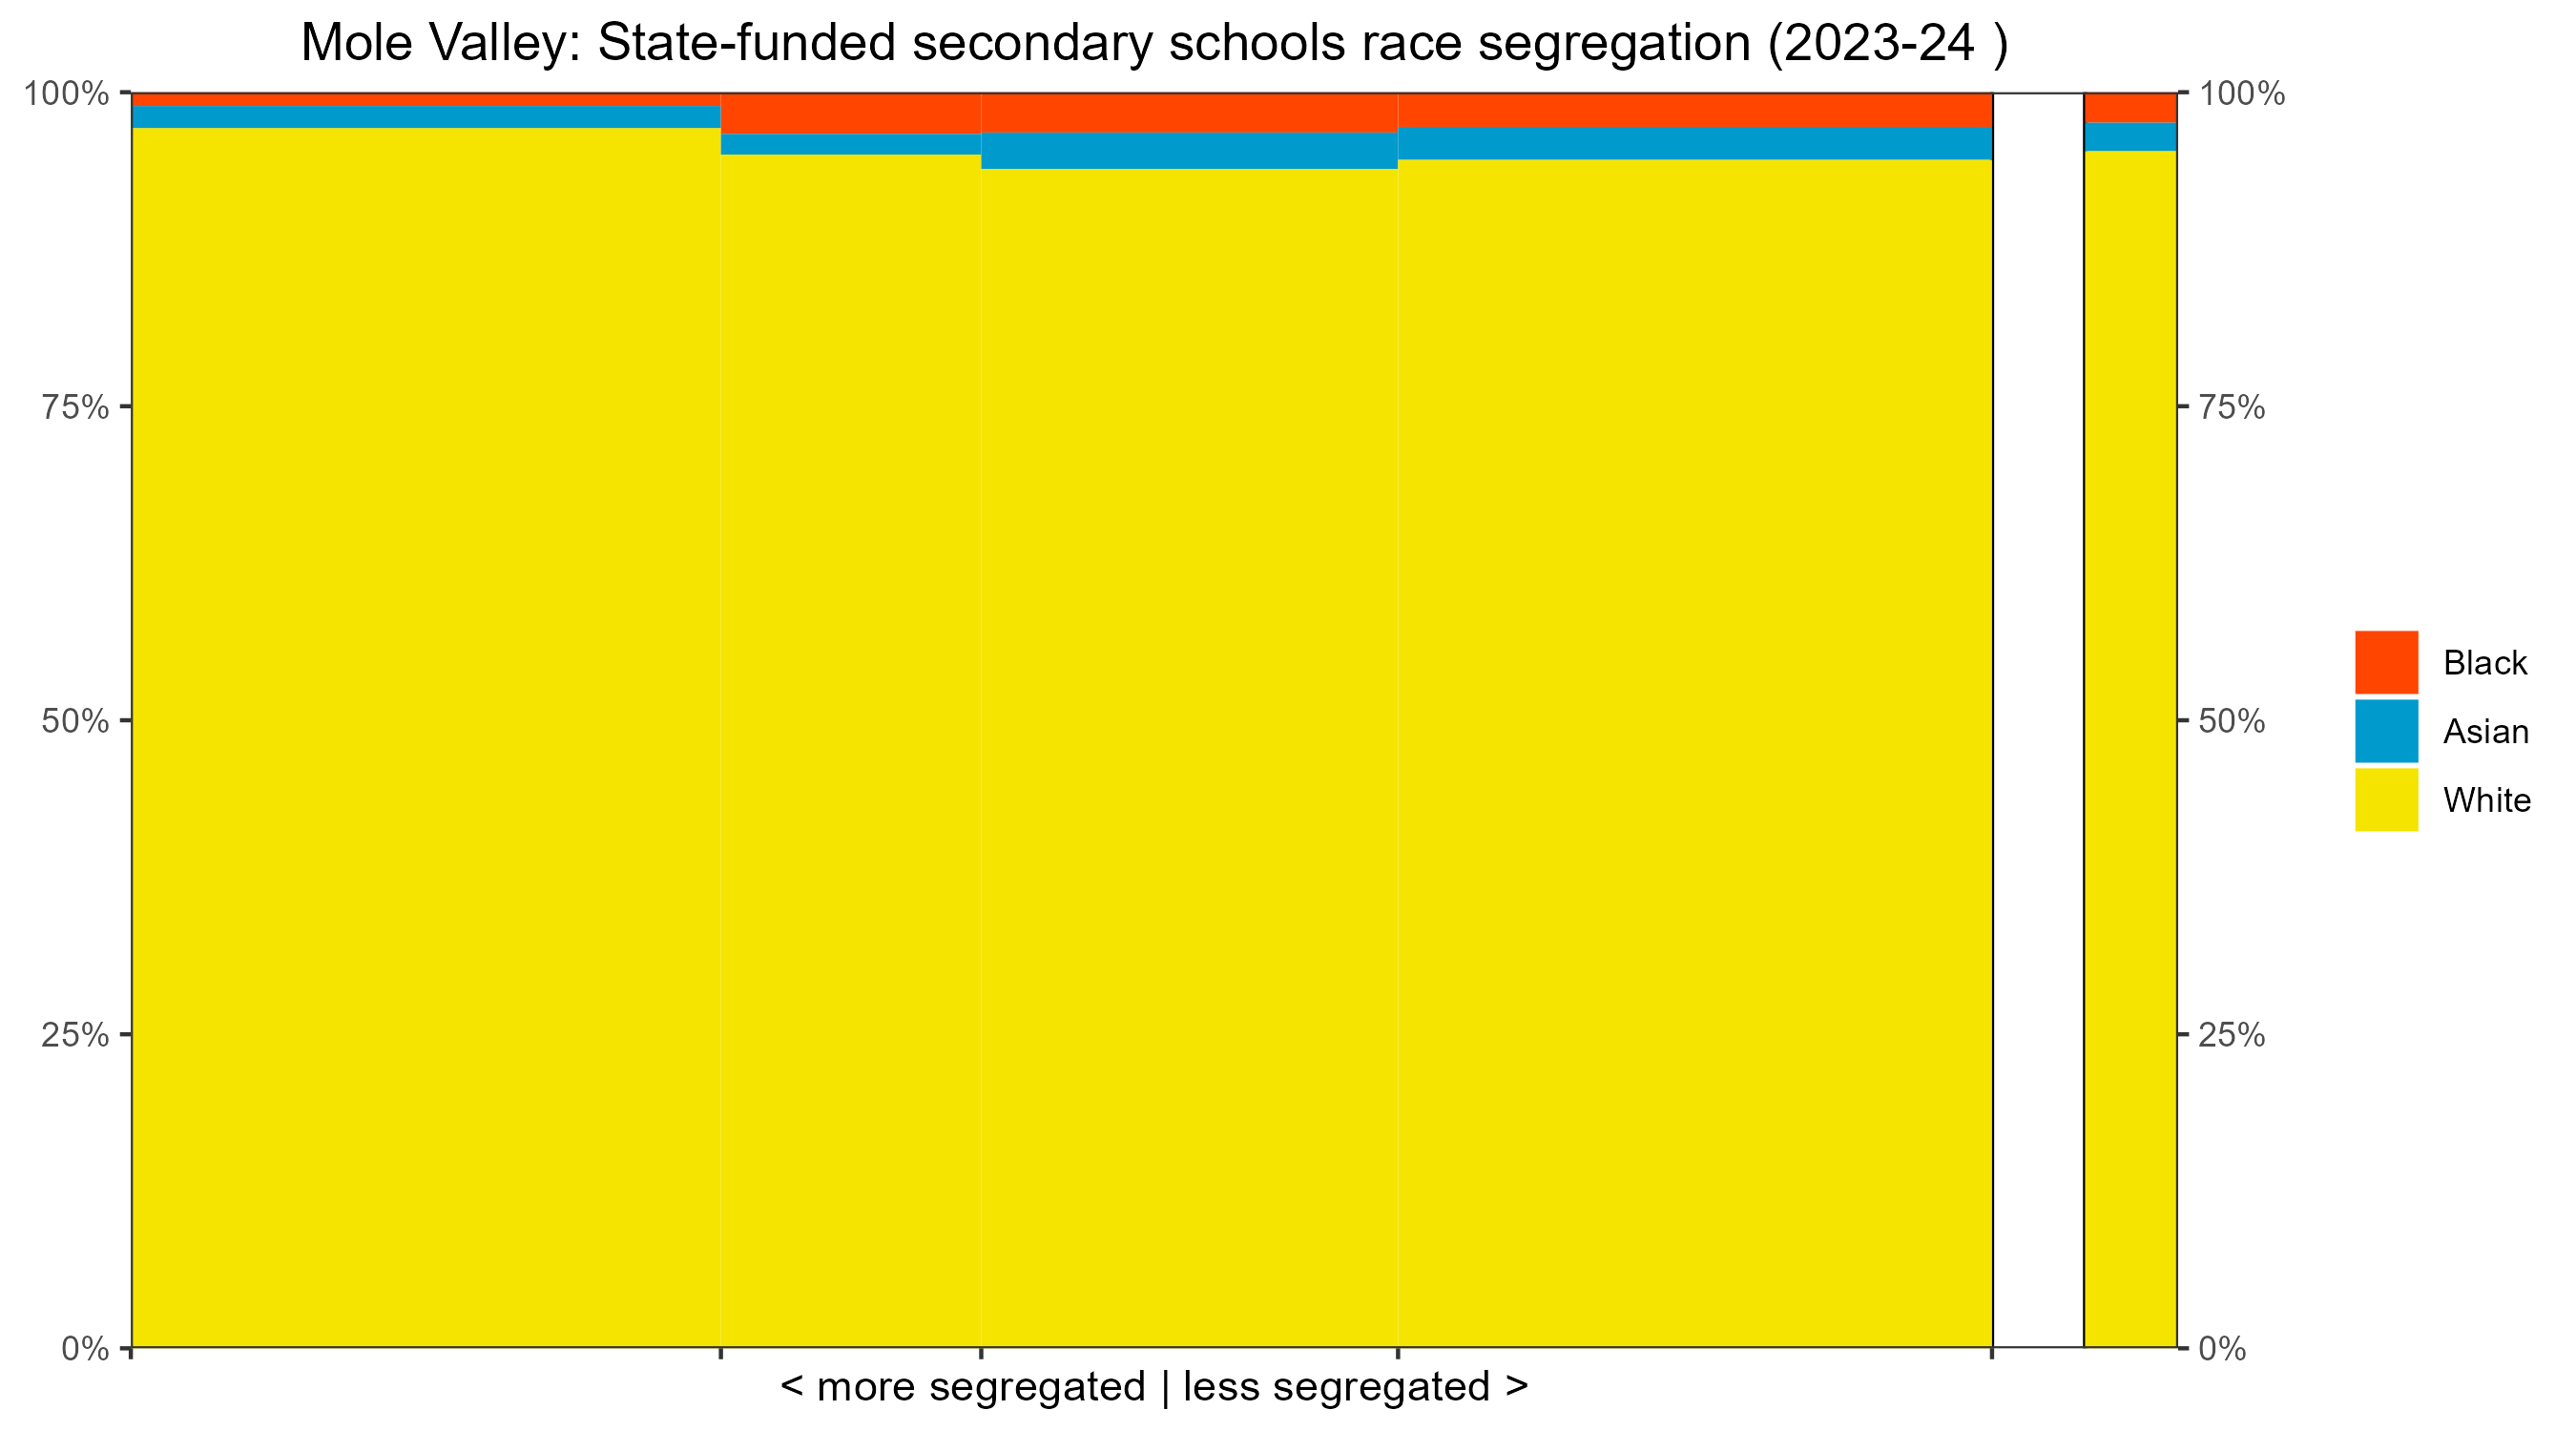 Mole Valley: State-funded secondary schools race segregation (2023-24 )
100%
75%
50%
25%
0%
100%
75%
50%
25%
0%
Black
Asian
White
< more segregated | less segregated >